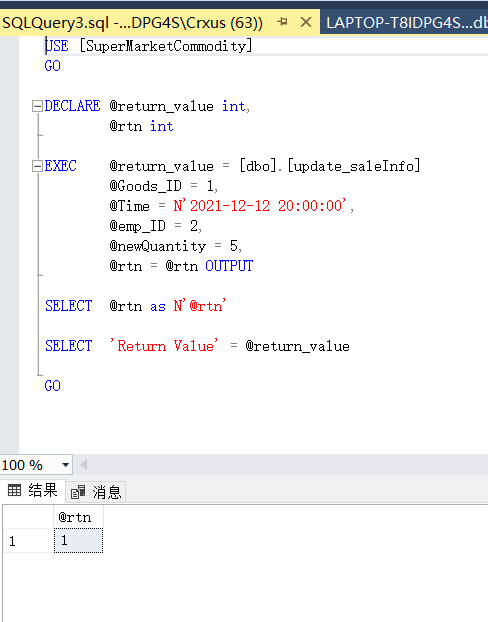 SQLQuery3.sql -...DPG4S\Crxus (63))
LAPTOP-T8IDPG4S...db
USE [SuperMarketCommodity]
GO
DECLARE @return_value int,
@rtn int
EXEC @return_value = [dbo].[update_saleInfo]
@Goods_ID = 1,
@Time = N'2021-12-12 20:00:00',
@emp_ID = 2,
@newQuantity = 5,
@rtn = @rtn OUTPUT
SELECT @rtn as N'@rtn'
SELECT 'Return Value' = @return_value
GO
100 %
结果 消息
@rtn
1 1